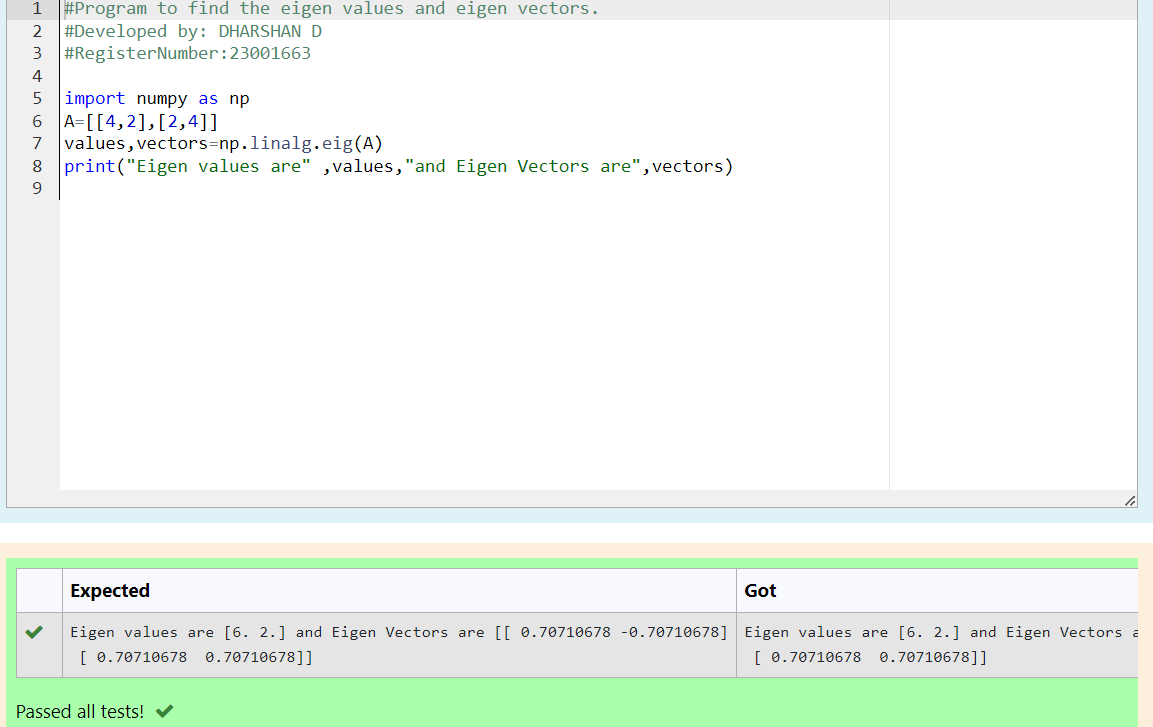 1 #Program to find the eigen values and eigen vectors.
2 #Developed by: DHARSHAN D
3 #RegisterNumber:23001663
4
5 import numpy as np
6 A=[[4,2],[2,4]]
7 values,vectors=np.linalg.eig(A)
8 print("Eigen values are" ,values,"and Eigen Vectors are",vectors)
9
Expected Got
Eigen values are [6. 2.] and Eigen Vectors are [[ 0.70710678 -0.70710678] Eigen values are [6. 2.] and Eigen Vectors
[ 0.70710678 0.70710678]] [ 0.70710678 0.70710678]]
Passed all tests!